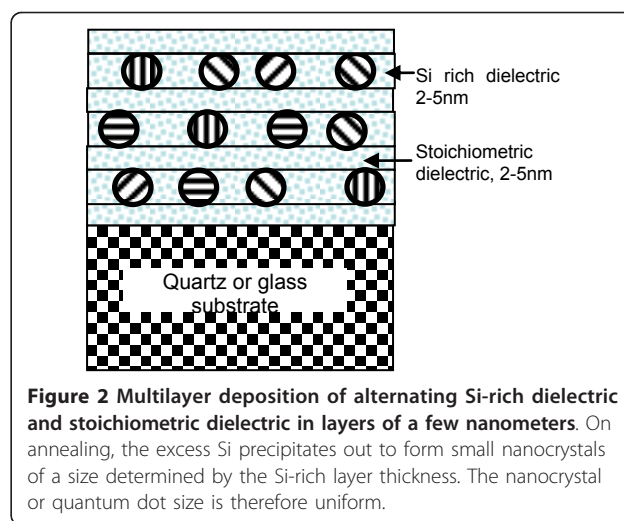 Si rich dielectric
2-5nm
Stoichiometric
dielectric, 2-5nm
Quartz or glass
substrate
Figure 2 Multilayer deposition of alternating Si-rich dielectric
and stoichiometric dielectric in layers of a few nanometers. On
annealing, the excess Si precipitates out to form small nanocrystals
of a size determined by the Si-rich layer thickness. The nanocrystal
or quantum dot size is therefore uniform.